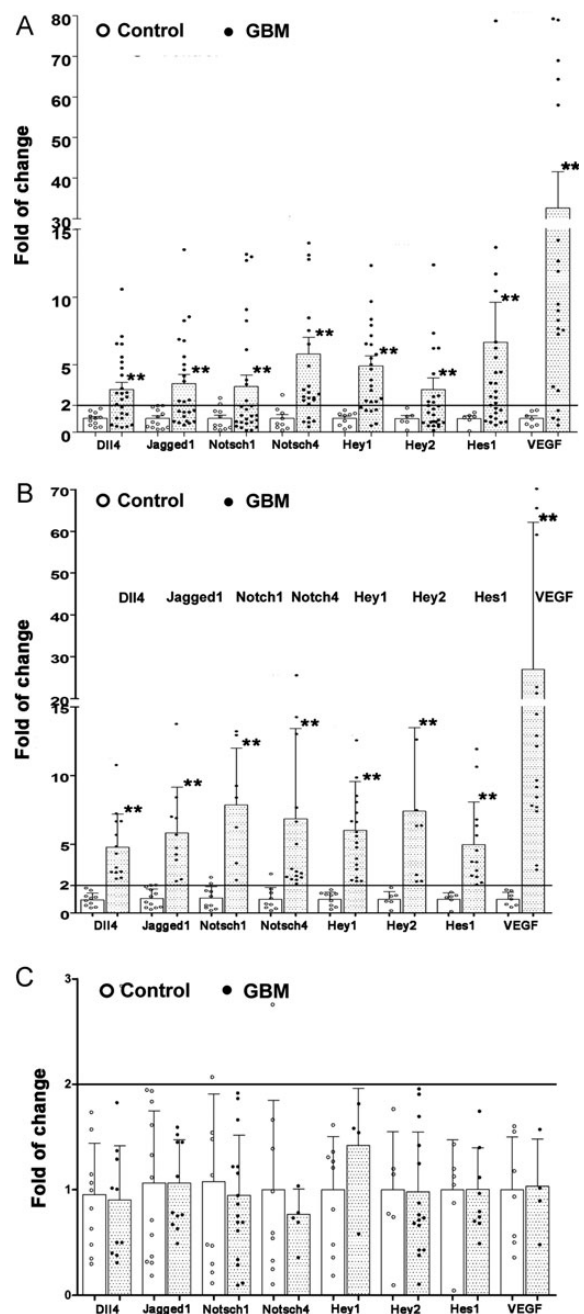 A
Control GBM
Fold of change
80
70
60
50
40
30
15
10
5
2
0
** ** ** ** ** ** ** **
Dll4 Jagged1 Notsch1 Notsch4 Hey1 Hey2 Hes1 VEGF
B
Control GBM
Fold of change
70
60
50
40
30
20
15
10
5
2
0
Dll4 Jagged1 Notch1 Notch4 Hey1 Hey2 Hes1 VEGF
** ** ** ** ** ** ** **
Dll4 Jagged1 Notsch1 Notsch4 Hey1 Hey2 Hes1 VEGF
C
Control GBM
Fold of change
3
2
1
0
Dll4 Jagged1 Notsch1 Notsch4 Hey1 Hey2 Hes1 VEGF